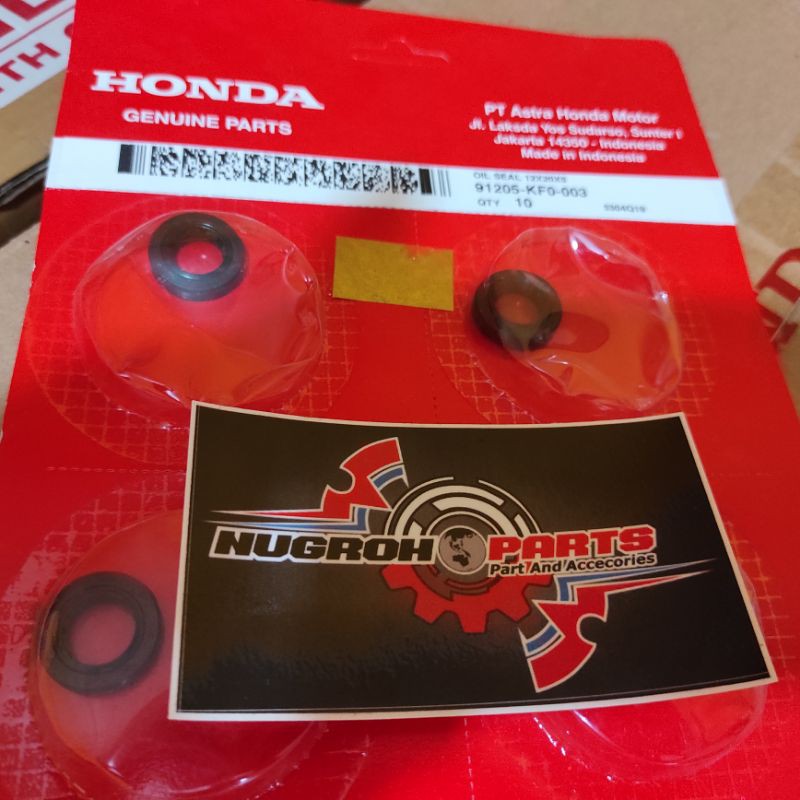 HONDA
GENUINE PARTS
PT Astra Honda Motor
Jl. Laksda Yos Sudarso, Sunter I
Jakarta 14350 - Indonesia
Made in Indonesia
OIL SEAL 12X20X5
91205-KF0-003
QTY 10
NUGROHO PARTS
Part And Accecories